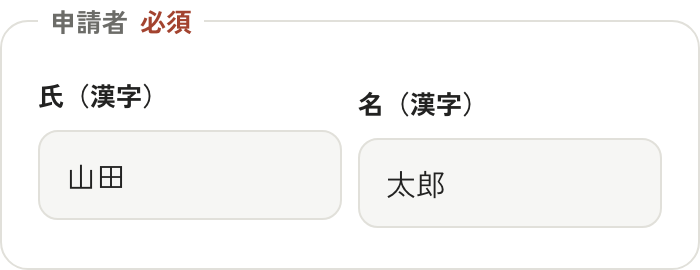 申請者 必須
氏（漢字）
山田
名（漢字）
太郎